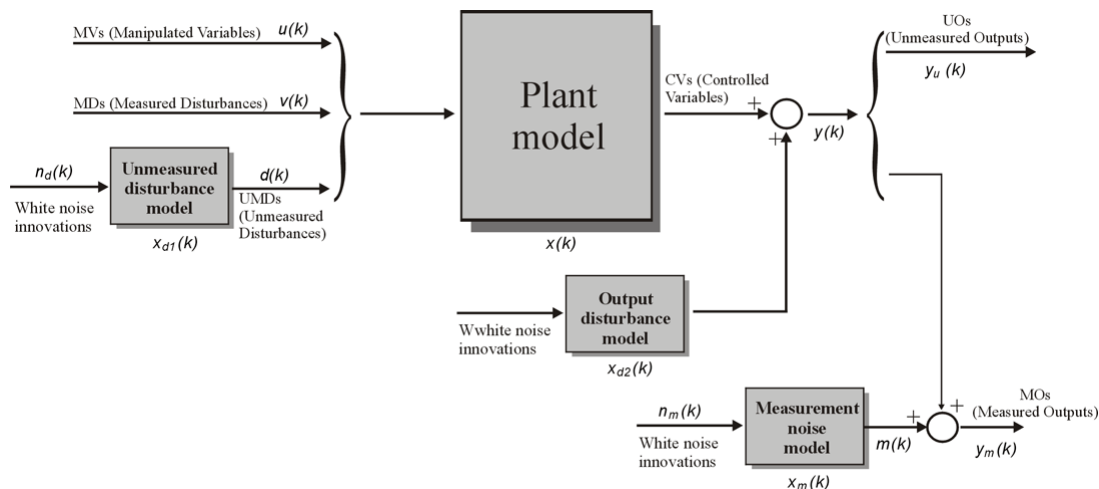 MVs (Manipulated Variables) u(k)
MDs (Measured Disturbances) v(k)
n_d(k)
White noise
innovations
Unmeasured
disturbance
model
x_d1(k)
d(k)
UMDs
(Unmeasured
Disturbances)
Plant
model
x(k)
CVs (Controlled
Variables)
+
+
y(k)
UOs
(Unmeasured Outputs)
y_u (k)
Wwhite noise
innovations
Output
disturbance
model
x_d2(k)
n_m(k)
White noise
innovations
Measurement
noise
model
x_m(k)
m(k)
+
+
MOs
(Measured Outputs)
y_m(k)